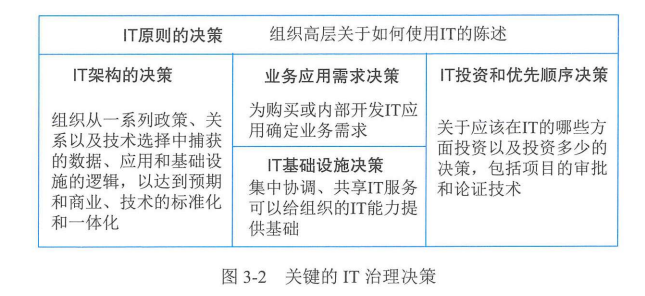 IT原则的决策 组织高层关于如何使用IT的陈述
IT架构的决策
组织从一系列政策、关
系以及技术选择中捕获
的数据、应用和基础设
施的逻辑，以达到预期
和商业、技术的标准化
和一体化
业务应用需求决策
为购买或内部开发IT应
用确定业务需求
IT基础设施决策
集中协调、共享IT服务
可以给组织的IT能力提
供基础
IT投资和优先顺序决策
关于应该在IT的哪些方
面投资以及投资多少的
决策，包括项目的审批
和论证技术
图 3-2 关键的 IT 治理决策